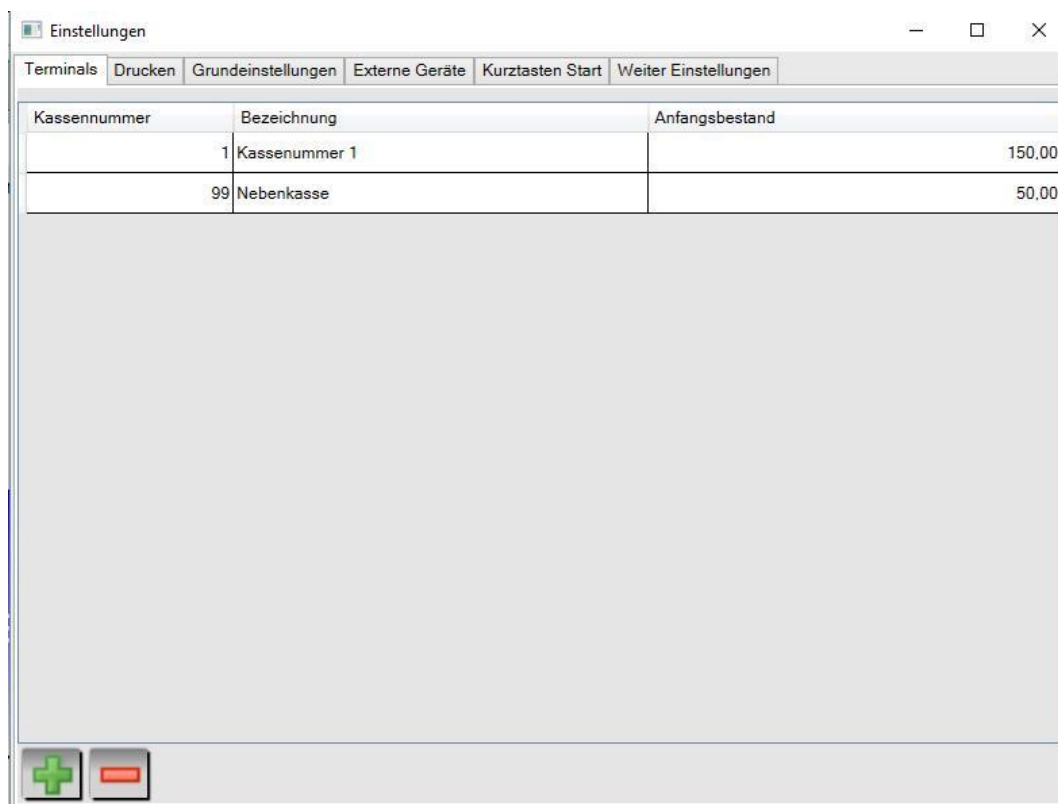 Einstellungen
Terminals Drucken Grundeinstellungen Externe Geräte Kurztasten Start Weiter Einstellungen
Kassennummer Bezeichnung Anfangsbestand
1 Kassenummer 1 150,00
99 Nebenkasse 50,00